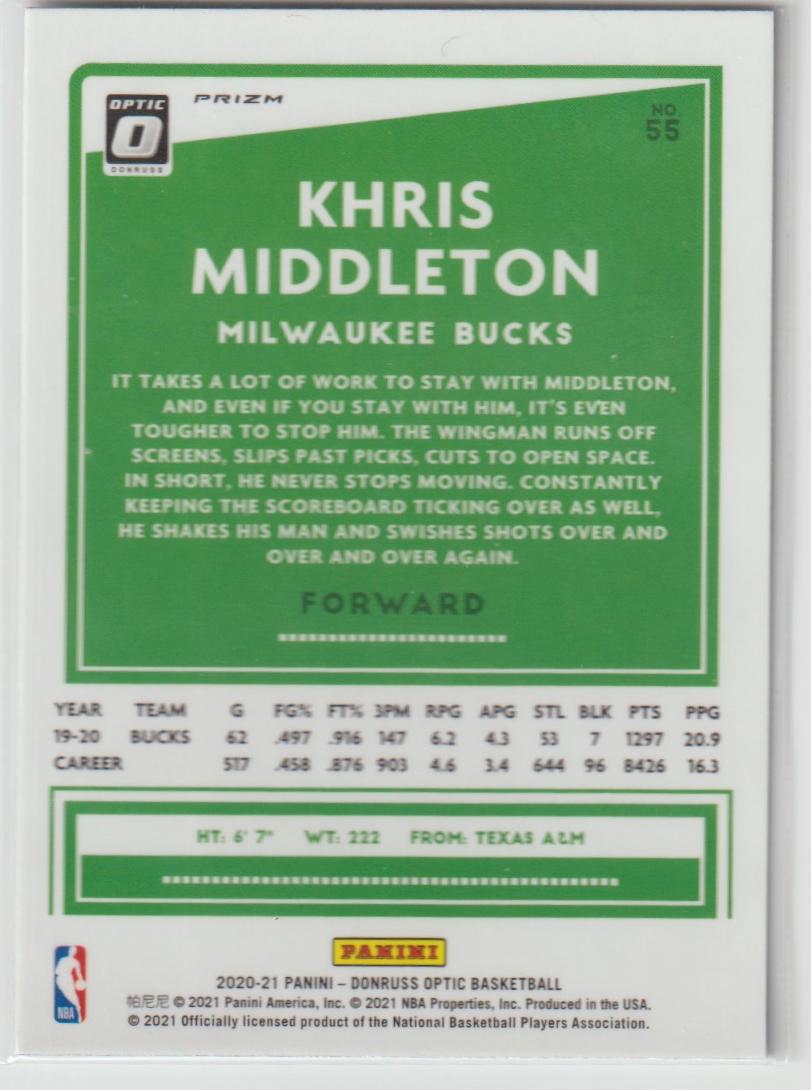 OPTIC
O
DONRUSS
PRIZM
NO.
55
KHRIS
MIDDLETON
MILWAUKEE BUCKS
IT TAKES A LOT OF WORK TO STAY WITH MIDDLETON,
AND EVEN IF YOU STAY WITH HIM, IT'S EVEN
TOUGHER TO STOP HIM. THE WINGMAN RUNS OFF
SCREENS, SLIPS PAST PICKS, CUTS TO OPEN SPACE.
IN SHORT, HE NEVER STOPS MOVING. CONSTANTLY
KEEPING THE SCOREBOARD TICKING OVER AS WELL,
HE SHAKES HIS MAN AND SWISHES SHOTS OVER AND
OVER AND OVER AGAIN.
FORWARD
YEAR TEAM G FG% FT% 3PM RPG APG STL BLK PTS PPG
19-20 BUCKS 62 .497 .916 147 6.2 4.3 53 7 1297 20.9
CAREER 517 .458 .876 903 4.6 3.4 644 96 8426 16.3
HT: 6' 7" WT: 222 FROM: TEXAS A&M
PANINI
NBA
2020-21 PANINI – DONRUSS OPTIC BASKETBALL
帕尼尼 © 2021 Panini America, Inc. © 2021 NBA Properties, Inc. Produced in the USA.
© 2021 Officially licensed product of the National Basketball Players Association.